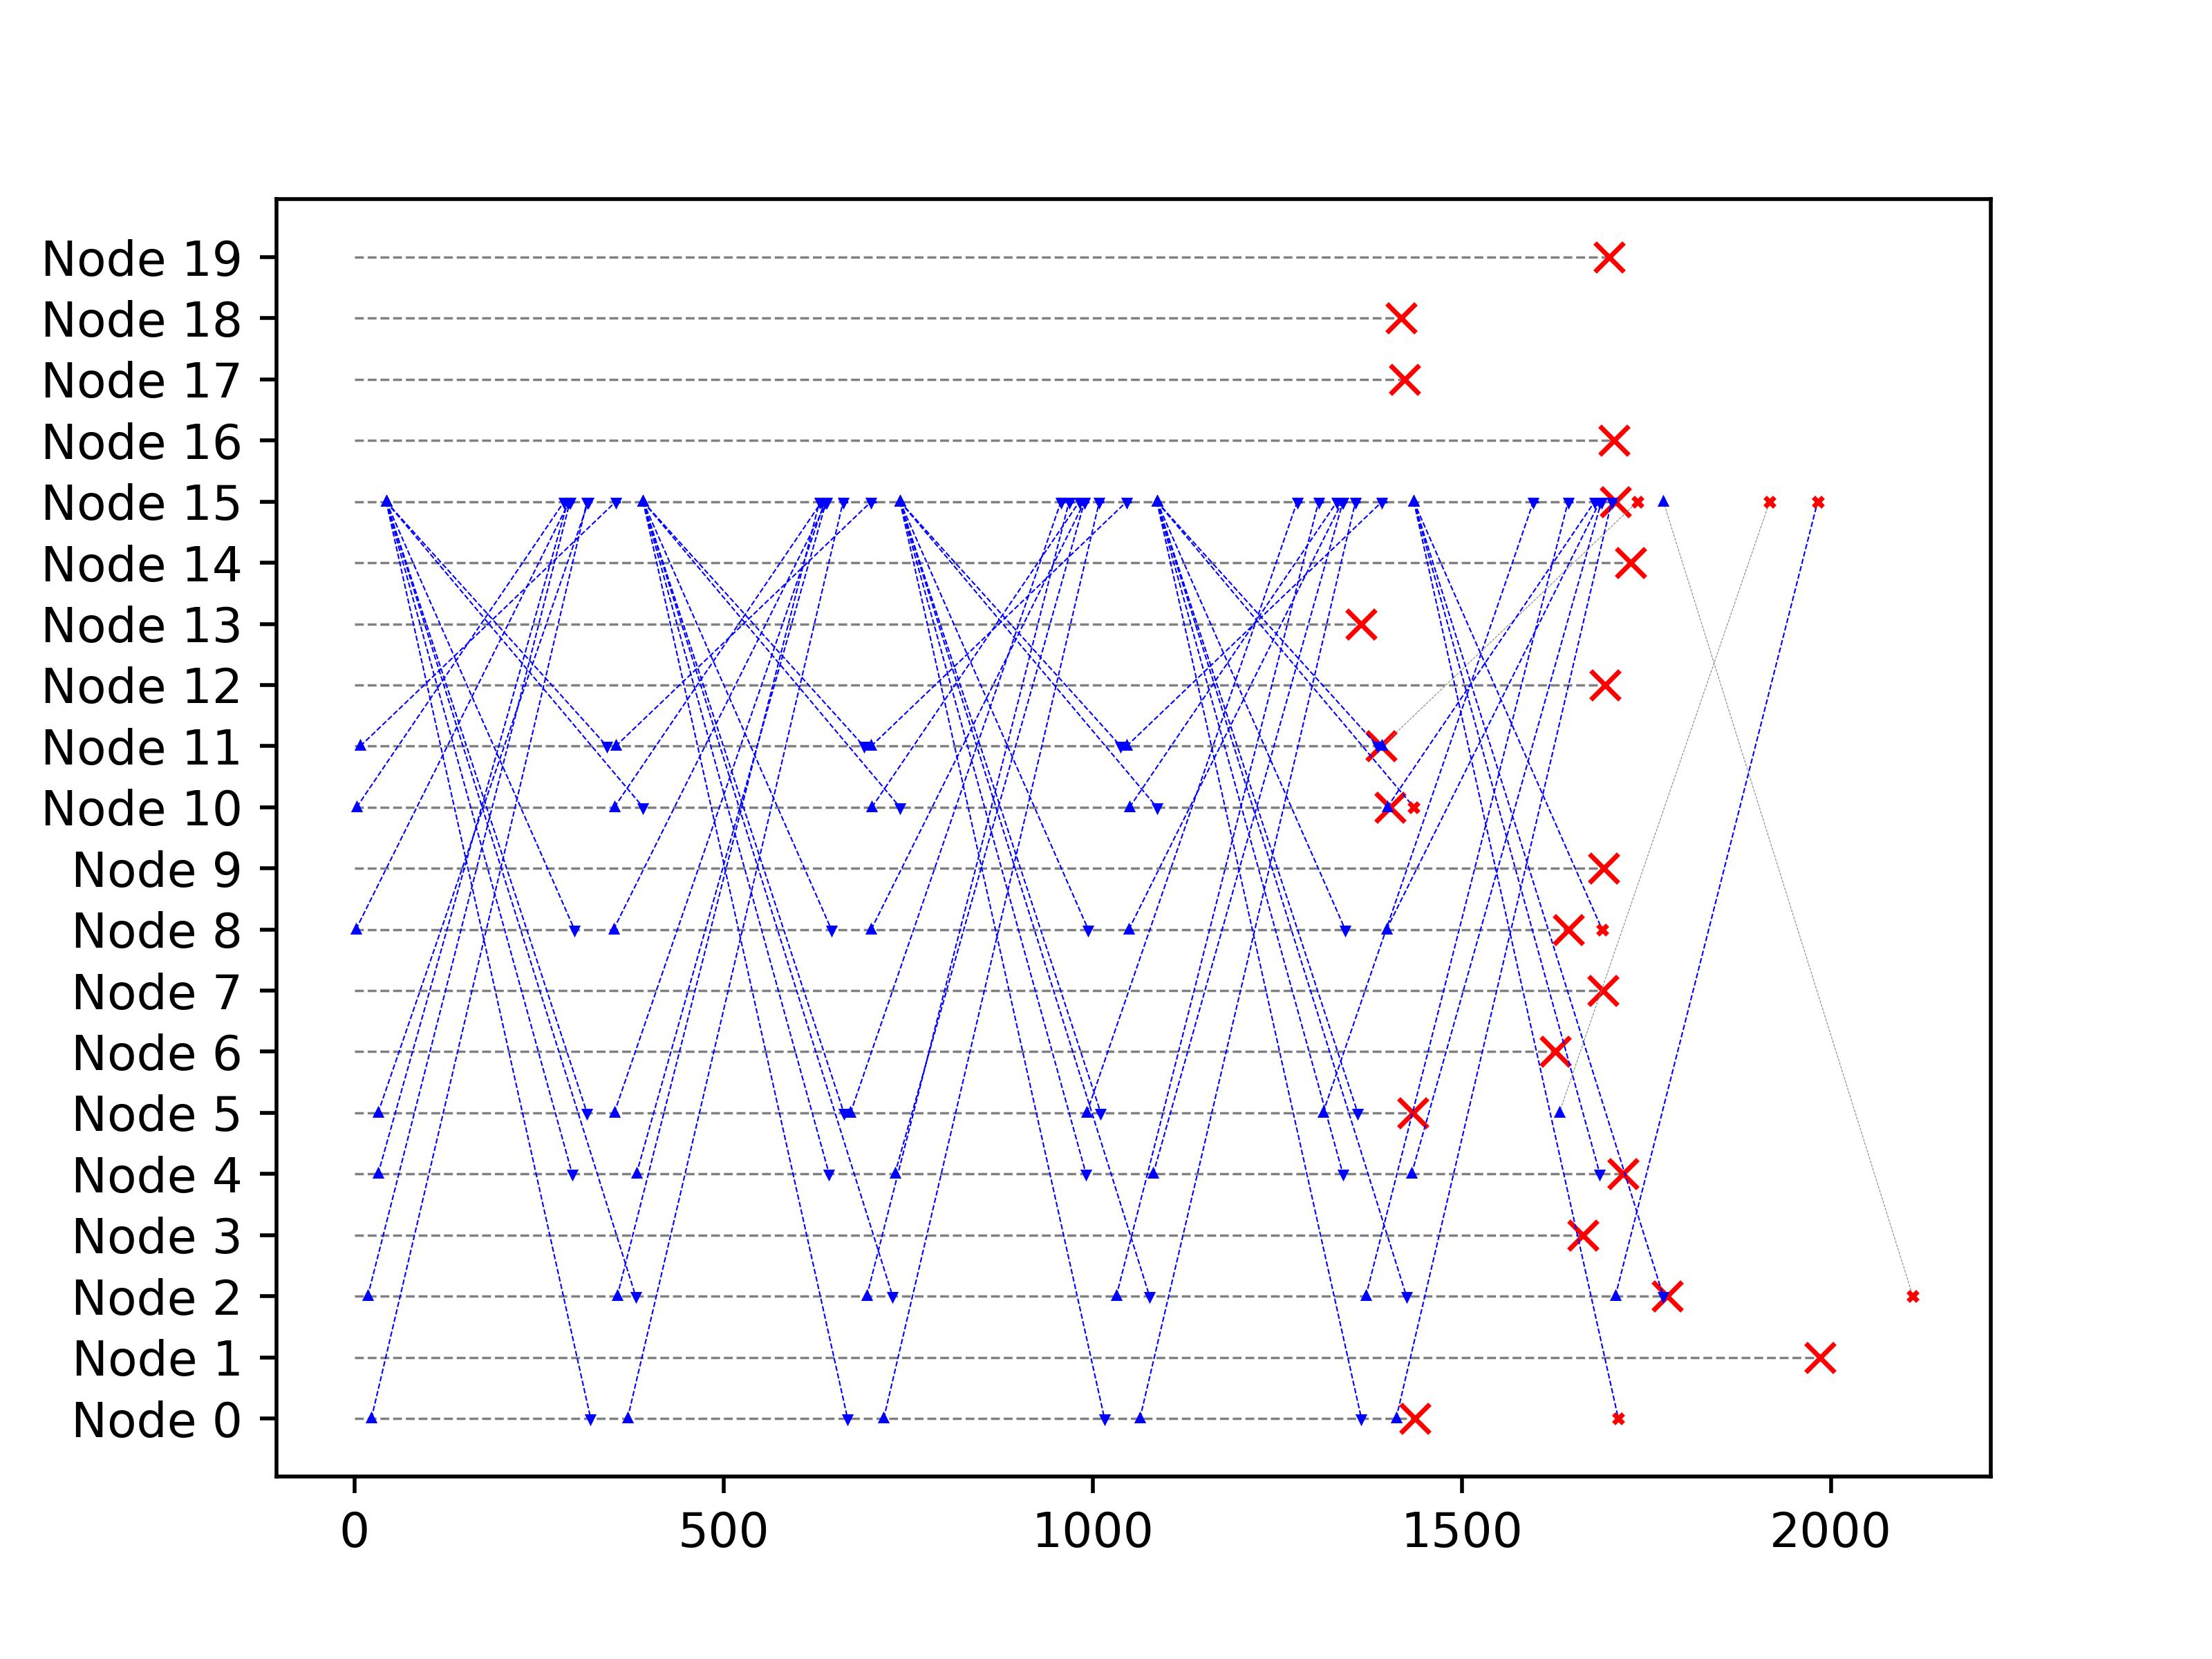 Node 19
Node 18
Node 17
Node 16
Node 15
Node 14
Node 13
Node 12
Node 11
Node 10
Node 9
Node 8
Node 7
Node 6
Node 5
Node 4
Node 3
Node 2
Node 1
Node 0
0 500 1000 1500 2000